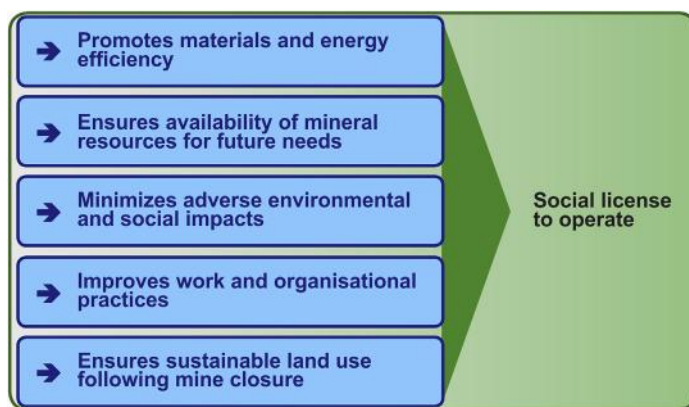 Promotes materials and energy
efficiency
Ensures availability of mineral
resources for future needs
Minimizes adverse environmental
and social impacts
Improves work and organisational
practices
Ensures sustainable land use
following mine closure
Social license
to operate